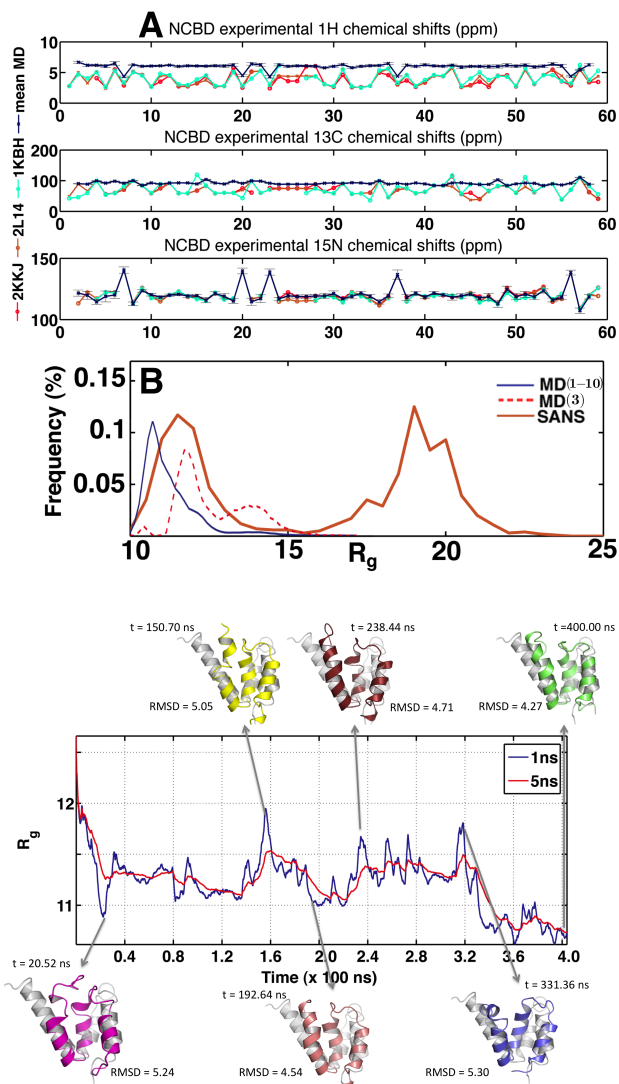 A
NCBD experimental 1H chemical shifts (ppm)
10
5
0
0 10 20 30 40 50 60
NCBD experimental 13C chemical shifts (ppm)
200
100
0
0 10 20 30 40 50 60
NCBD experimental 15N chemical shifts (ppm)
150
100
0 10 20 30 40 50 60
2KKJ 2L14 1KBH mean MD
B
Frequency (%)
0.15
0.1
0.05
10 15 20 25
Rg
MD(1−10)
MD(3)
SANS
t = 150.70 ns
t = 238.44 ns
t =400.00 ns
RMSD = 5.05
RMSD = 4.71
RMSD = 4.27
1ns
5ns
12
11
Rg
0.4 0.8 1.2 1.6 2.0 2.4 2.8 3.2 3.6 4.0
Time (x 100 ns)
t = 20.52 ns
t = 192.64 ns
t = 331.36 ns
RMSD = 5.24
RMSD = 4.54
RMSD = 5.30